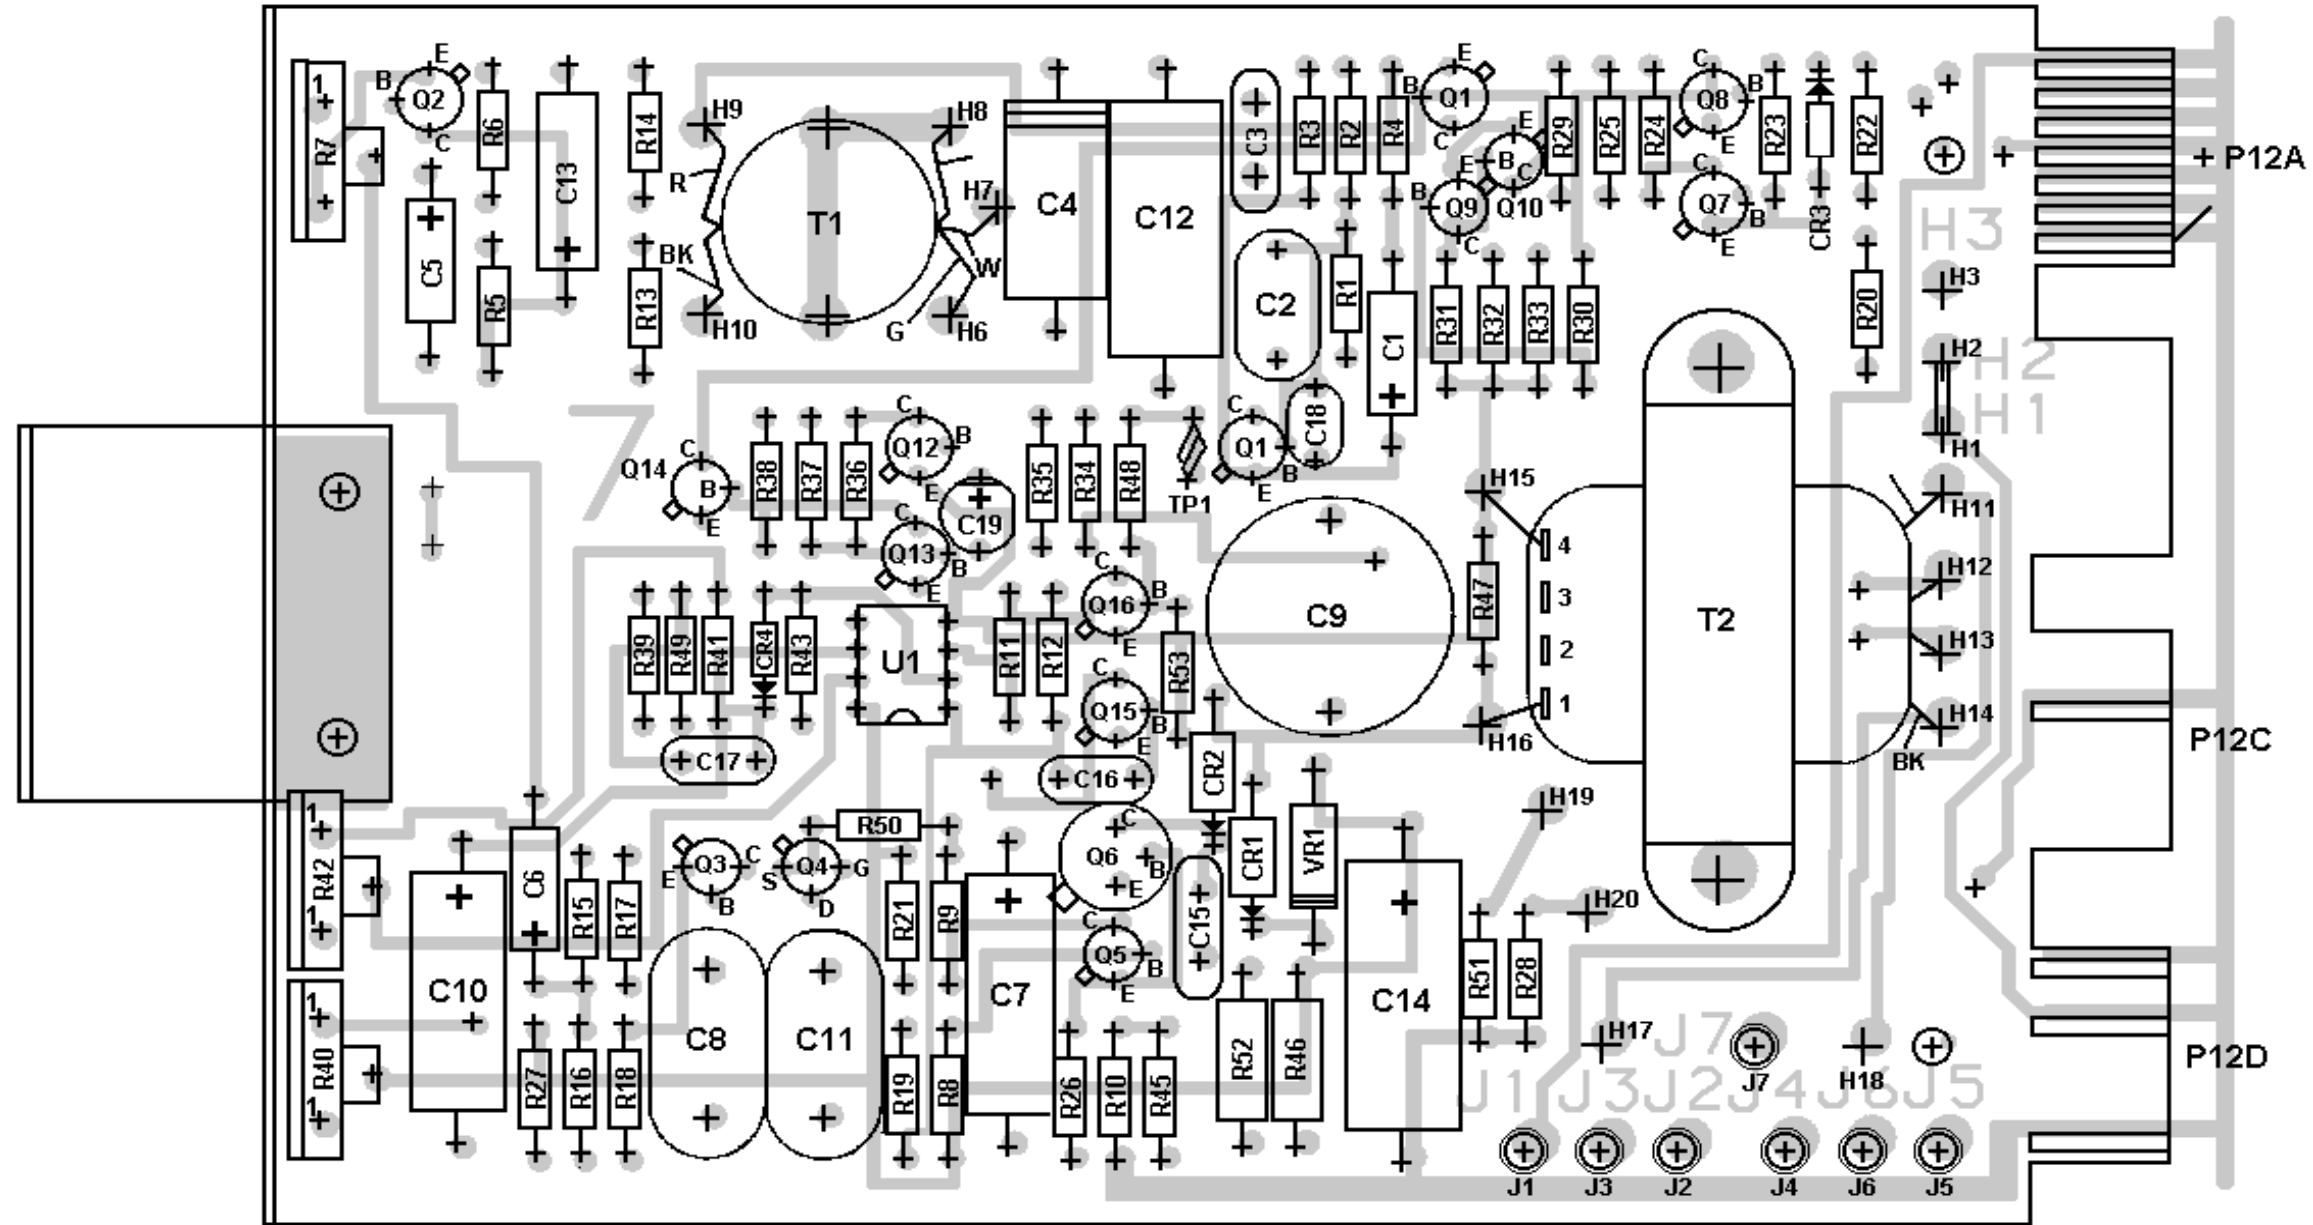 E
B
Q2
C
1
R7
R6
C13
R14
H9
H8
R
T1
H7
C4
C12
C3
R3
R2
R4
E
B
Q1
C
E
B
C
Q10
E
B
Q9
C
R29
R25
R24
C
Q8
B
E
C
Q7
B
E
R23
CR3
R22
P12A
C5
R5
R13
BK
H10
W
G
H6
C2
R1
C1
R31
R32
R33
R30
R20
H3
H3
H2
H2
H1
H1
7
Q14
C
B
E
R38
R37
R36
C
Q12
B
E
C19
C
Q13
B
E
R35
R34
R48
TP1
C
Q1
B
E
C18
H15
H11
4
3
2
1
R47
T2
H12
H13
H14
BK
H16
C9
R39
R49
R41
CR4
R43
U1
R11
R12
C
Q16
B
E
R53
C
Q15
B
E
P12C
C17
C16
CR2
CR1
VR1
H19
1
R42
1
C10
C6
R15
R17
Q3
C
E
B
R50
Q4
S
G
D
R21
R9
C
Q6
B
E
C15
C
Q5
B
E
C7
C14
R51
R28
H20
1
R40
1
R27
R16
R18
C8
C11
R19
R8
R26
R10
R45
R52
R46
H17
J7
J7
H18
P12D
J1 J3 J2 J4 J6 J5
J1 J3 J2 J4 J6 J5